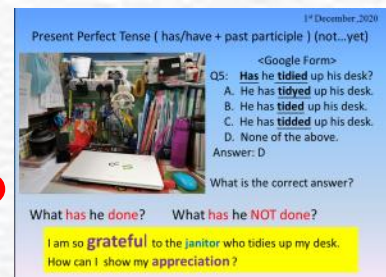 1st December, 2020
Present Perfect Tense ( has/have + past participle ) (not...yet)
<Google Form>
Q5: Has he tidied up his desk?
A. He has tidyed up his desk.
B. He has tided up his desk.
C. He has tidded up his desk.
D. None of the above.
Answer: D
What is the correct answer?
What has he done? What has he NOT done?
I am so grateful to the janitor who tidies up my desk.
How can I show my appreciation ?